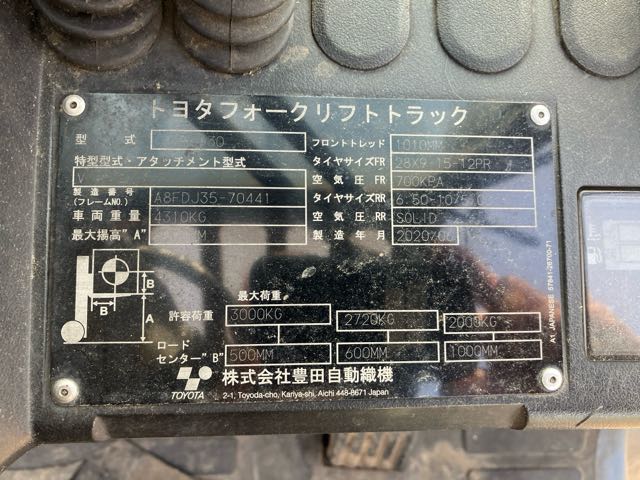 トヨタフォークリフトトラック
型式
フロントトレッド 1010MM
特型型式・アタッチメント型式
タイヤサイズFR 28X9-15-12PR
V
空気圧 FR 700KPA
製造番号 (フレームNO.) A8FDJ35-70441
タイヤサイズRR
車両重量 4310KG
空気圧 RR SOLID
最大揚高"A"
製造年月
B
B
A
最大荷重
許容荷重 3000KG 2720KG 2000KG
ロードセンター"B" 500MM 600MM 1000MM
TOYOTA 株式会社豊田自動織機
2-1, Toyoda-cho, Kariya-shi, Aichi 448-8671 Japan
A1 JAPANESE 57841-26700-71